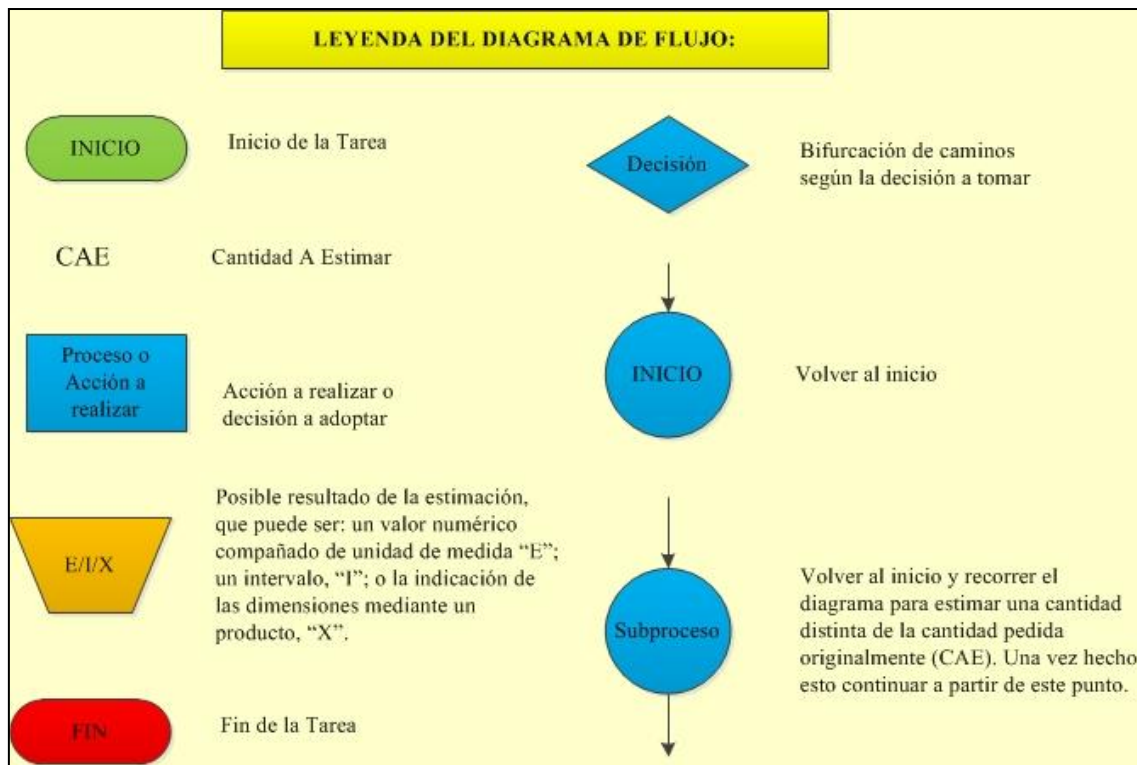 LEYENDA DEL DIAGRAMA DE FLUJO:
INICIO
Inicio de la Tarea
CAE
Cantidad A Estimar
Proceso o
Acción a
realizar
Acción a realizar o
decisión a adoptar
E/I/X
Posible resultado de la estimación,
que puede ser: un valor numérico
compañado de unidad de medida “E”;
un intervalo, “I”; o la indicación de
las dimensiones mediante un
producto, “X”.
FIN
Fin de la Tarea
Decisión
Bifurcación de caminos
según la decisión a tomar
INICIO
Volver al inicio
Subproceso
Volver al inicio y recorrer el
diagrama para estimar una cantidad
distinta de la cantidad pedida
originalmente (CAE). Una vez hecho
esto continuar a partir de este punto.